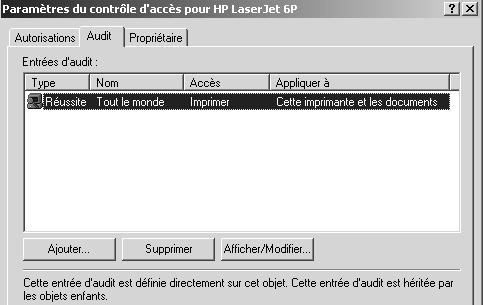 Paramètres du contrôle d'accès pour HP LaserJet 6P
Autorisations Audit Propriétaire
Entrées d'audit :
Type Nom Accès Appliquer à
Réussite Tout le monde Imprimer Cette imprimante et les documents
Ajouter... Supprimer Afficher/Modifier...
Cette entrée d'audit est définie directement sur cet objet. Cette entrée d'audit est héritée par
les objets enfants.